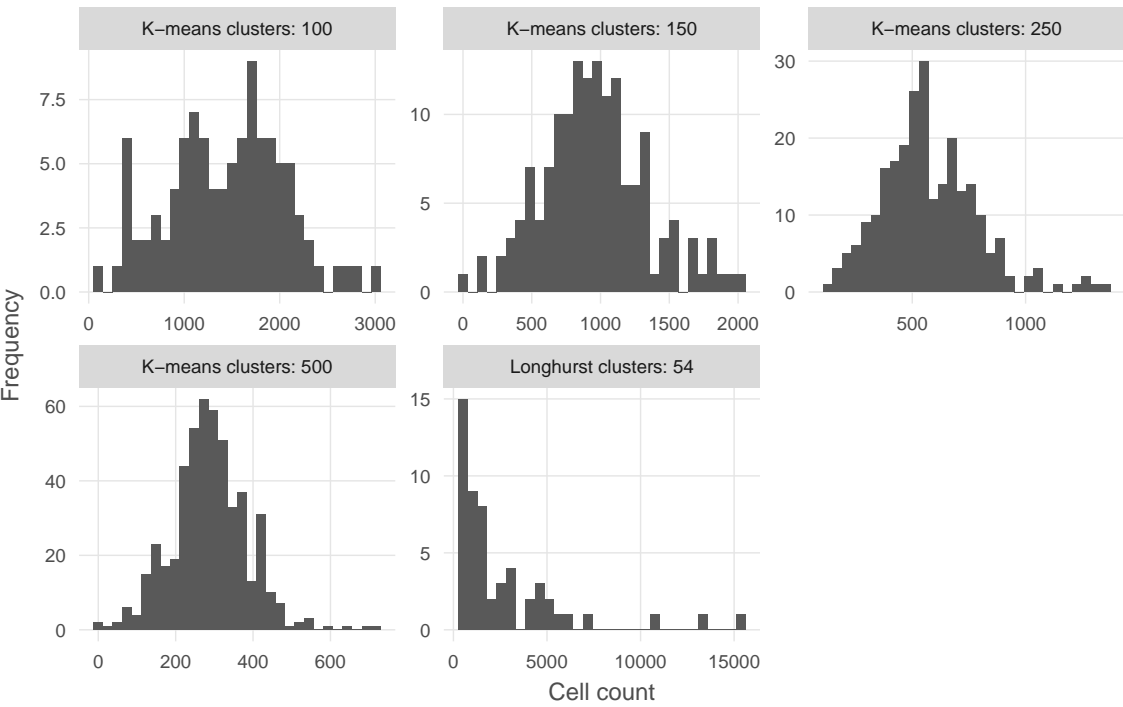 K−means clusters: 100
K−means clusters: 150
K−means clusters: 250
7.5
5.0
2.5
0.0
0 1000 2000 3000
10
5
0
0 500 1000 1500 2000
30
20
10
0
500 1000
Frequency
K−means clusters: 500
Longhurst clusters: 54
60
40
20
0
0 200 400 600
15
10
5
0
0 5000 10000 15000
Cell count